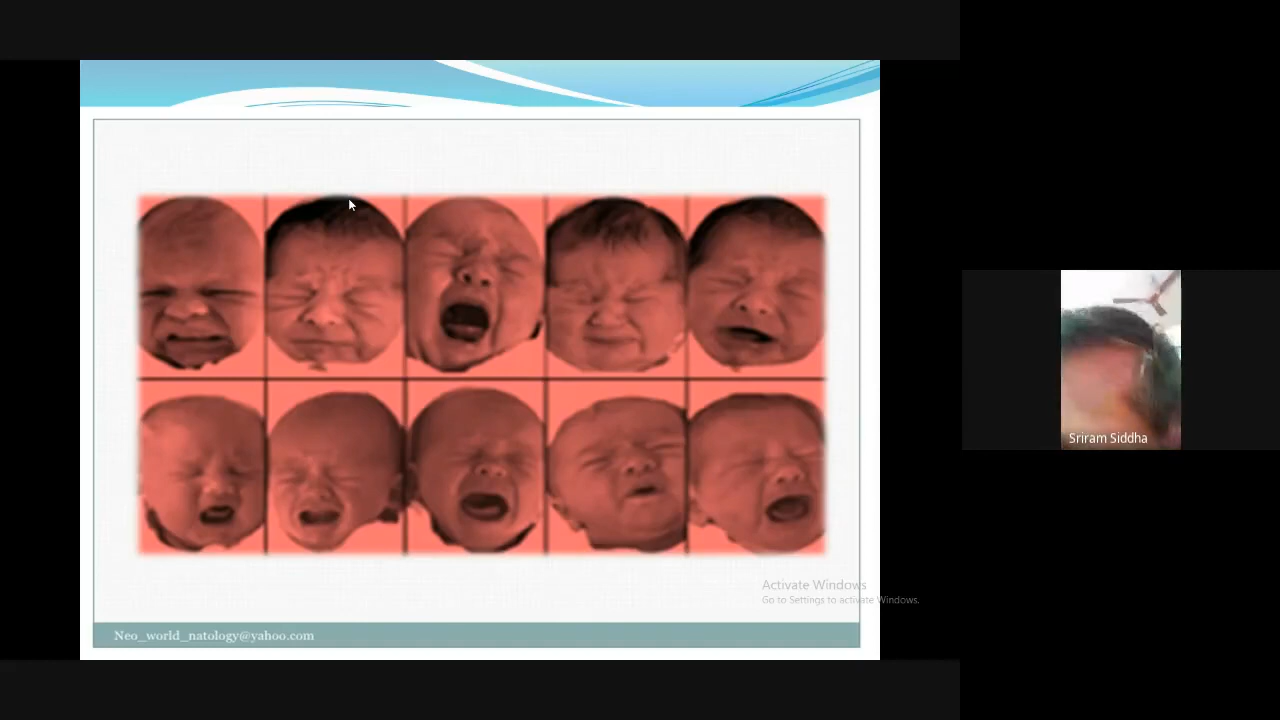 Activate Windows
Go to Settings to activate Windows.
Neo_world_natology@yahoo.com
Sriram Siddha